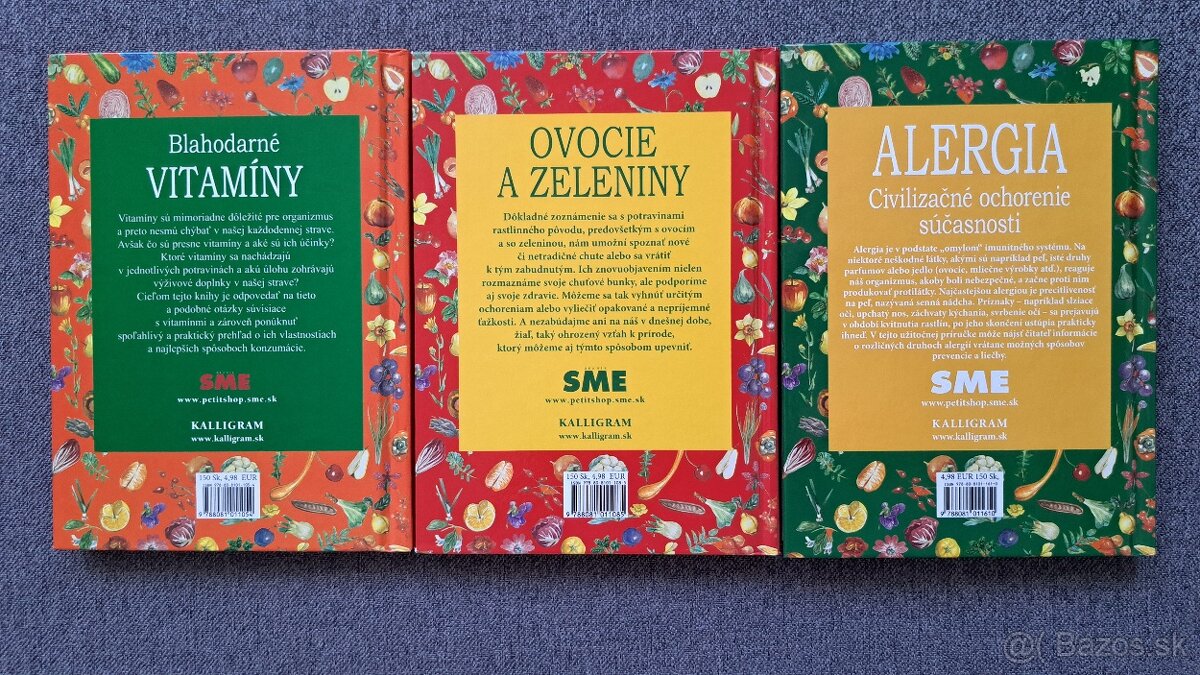 Blahodarné
VITAMÍNY
Vitamíny sú mimoriadne dôležité pre organizmus
a preto nesmú chýbať v našej každodennej strave.
Avšak čo sú presne vitamíny a aké sú ich účinky?
Ktoré vitamíny sa nachádzajú
v jednotlivých potravinách a akú úlohu zohrávajú
výživové doplnky v našej strave?
Cieľom tejto knihy je odpovedať na tieto
a podobné otázky súvisiace
s vitamínmi a zároveň ponúknuť
spoľahlivý a praktický prehľad o ich vlastnostiach
a najlepších spôsoboch konzumácie.
SME
www.petitshop.sme.sk
KALLIGRAM
www.kalligram.sk
150 Sk, 4,98 EUR
9 788081 011054
OVOCIE
A ZELENINY
Dôkladné zoznámenie sa s potravinami
rastlinného pôvodu, predovšetkým s ovocím
a so zeleninou, nám umožní spoznať nové
či netradičné chute alebo sa vrátiť
k tým zabudnutým. Ich znovuobjavením nielen
rozmaznáme svoje chuťové bunky, ale podporíme
aj svoje zdravie. Môžeme sa tak vyhnúť určitým
ochoreniam alebo vyliečiť opakované a nepríjemné
ťažkosti. A nezabúdajme ani na náš v dnešnej dobe,
žiaľ, taký ohrozený vzťah k prírode,
ktorý môžeme aj týmto spôsobom upevniť.
SME
www.petitshop.sme.sk
KALLIGRAM
www.kalligram.sk
150 Sk, 4,98 EUR
9 788081 011085
ALERGIA
Civilizačné ochorenie
súčasnosti
Alergia je v podstate „omylom“ imunitného systému. Na
niektoré neškodné látky, akými sú napríklad peľ, isté druhy
parfumov alebo jedlo (ovocie, mliečne výrobky atď.), reaguje
náš organizmus, akoby boli nebezpečné, a začne proti nim
produkovať protilátky. Najčastejšou alergiou je precitlivenosť
na peľ, nazývaná senná nádcha. Príznaky – napríklad slziace
oči, upchatý nos, záchvaty kýchania, svrbenie očí – sa prejavujú
v období kvitnutia rastlín, po jeho skončení ustúpia prakticky
ihneď. V tejto užitočnej príručke môže nájsť čitateľ informácie
o rozličných druhoch alergií vrátane možných spôsobov
prevencie a liečby.
SME
www.petitshop.sme.sk
KALLIGRAM
www.kalligram.sk
4,98 EUR 150 Sk,
9 788081 011610
@( Bazos.sk